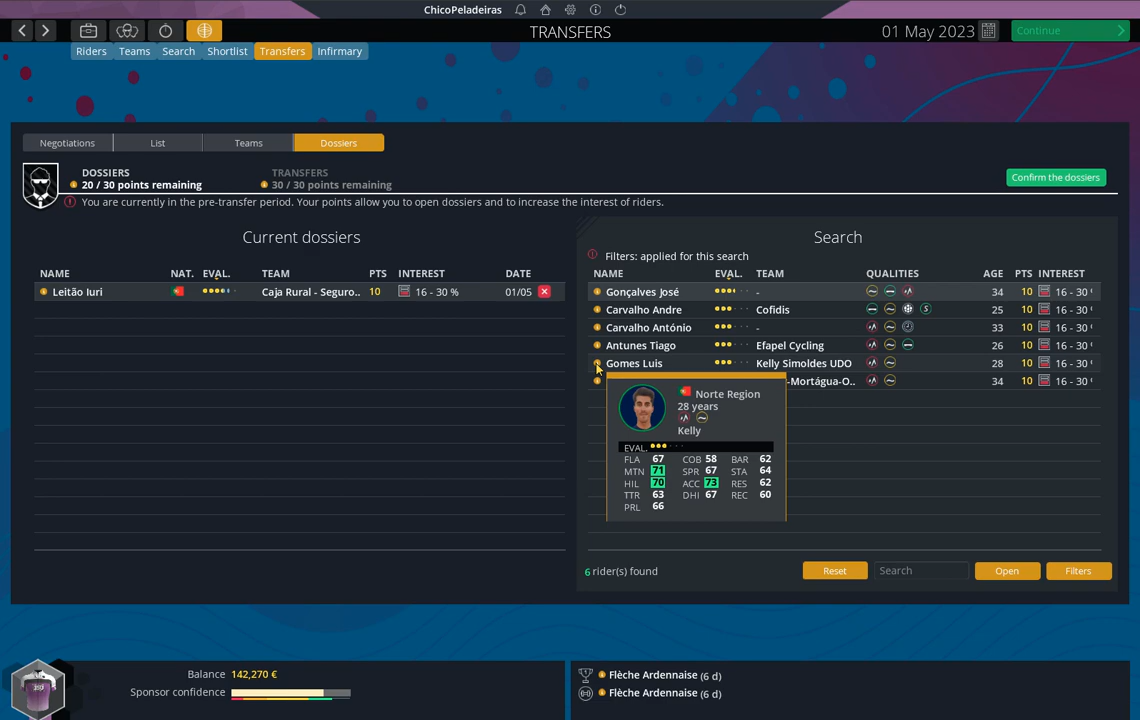 ChicoPeladeiras
TRANSFERS
01 May 2023
Continue
Riders Teams Search Shortlist Transfers Infirmary
Negotiations List Teams Dossiers
DOSSIERS
20 / 30 points remaining
TRANSFERS
30 / 30 points remaining
Confirm the dossiers
You are currently in the pre-transfer period. Your points allow you to open dossiers and to increase the interest of riders.
Current dossiers
NAME NAT. EVAL. TEAM PTS INTEREST DATE
Leitão Iuri Caja Rural - Seguro.. 10 16 - 30 % 01/05
Search
Filters: applied for this search
NAME EVAL. TEAM QUALITIES AGE PTS INTEREST
Gonçalves José - 34 10 16 - 30
Carvalho Andre Cofidis S 25 10 16 - 30
Carvalho António - 33 10 16 - 30
Antunes Tiago Efapel Cycling 26 10 16 - 30
Gomes Luis Kelly Simoldes UDO 28 10 16 - 30
-Mortágua-O.. 34 10 16 - 30
Norte Region
28 years
Kelly
EVAL.
FLA 67 COB 58 BAR 62
MTN 71 SPR 67 STA 64
HIL 70 ACC 73 RES 62
TTR 63 DHI 67 REC 60
PRL 66
6 rider(s) found
Reset
Search
Open
Filters
Balance 142,270 €
Sponsor confidence
Flèche Ardennaise (6 d)
Flèche Ardennaise (6 d)